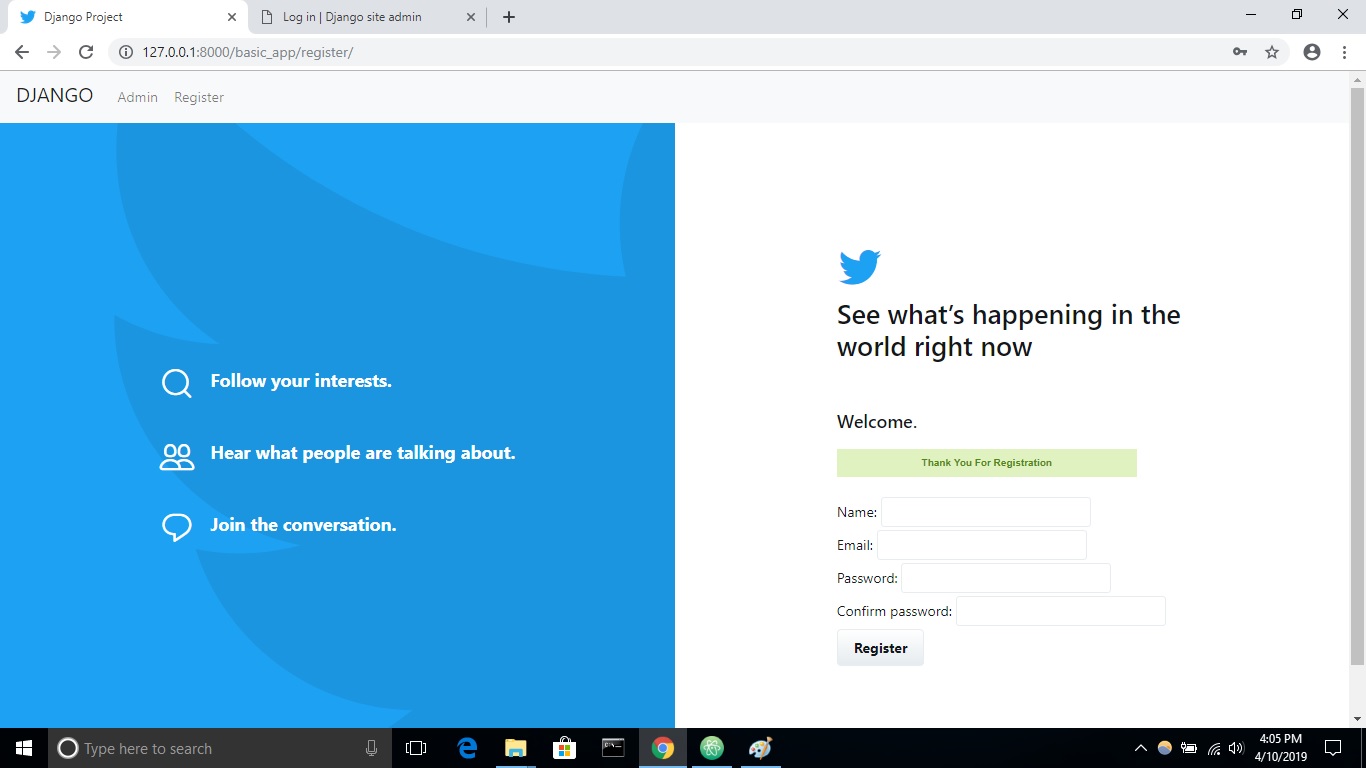 Django Project
Log in | Django site admin
127.0.0.1:8000/basic_app/register/
DJANGO
Admin
Register
Follow your interests.
Hear what people are talking about.
Join the conversation.
See what’s happening in the
world right now
Welcome.
Thank You For Registration
Name:
Email:
Password:
Confirm password:
Register
Type here to search
4:05 PM
4/10/2019